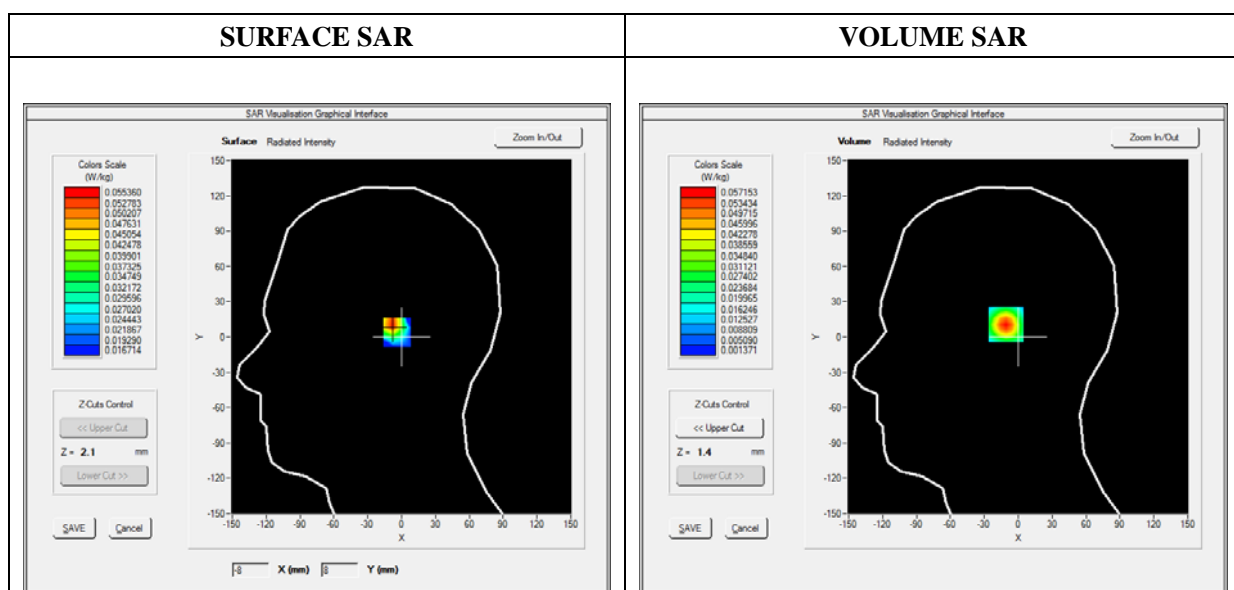 SURFACE SAR
VOLUME SAR
SAR Visualisation Graphical Interface
Surface Radiated Intensity
Zoom In/Out
Colors Scale
(W/kg)
0.055360
0.052783
0.050207
0.047631
0.045054
0.042478
0.039901
0.037325
0.034749
0.032172
0.029596
0.027020
0.024443
0.021867
0.019290
0.016714
Z-Cuts Control
<< Upper Cut
Z = 2.1 mm
Lower Cut >>
SAVE Cancel
150
120
90
60
30
0
-30
-60
-90
-120
-150
Y
-150 -120 -90 -60 -30 0 30 60 90 120 150
X
-8 X (mm) 8 Y (mm)
SAR Visualisation Graphical Interface
Volume Radiated Intensity
Zoom In/Out
Colors Scale
(W/kg)
0.057153
0.053434
0.049715
0.045996
0.042278
0.038559
0.034840
0.031121
0.027402
0.023684
0.019965
0.016246
0.012527
0.008809
0.005090
0.001371
Z-Cuts Control
<< Upper Cut
Z = 1.4 mm
Lower Cut >>
SAVE Cancel
150
120
90
60
30
0
-30
-60
-90
-120
-150
Y
-150 -120 -90 -60 -30 0 30 60 90 120 150
X